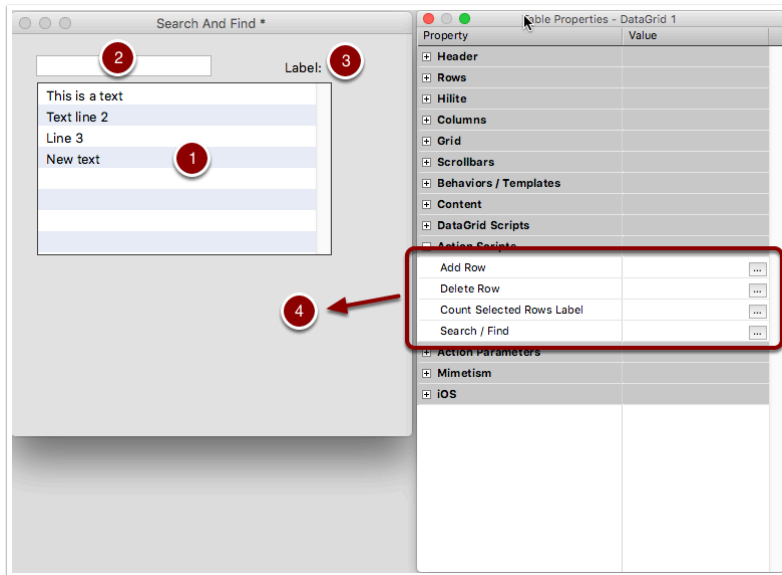 Search And Find *
2
Label:
3
This is a text
Text line 2
Line 3
New text
1
4
Table Properties - DataGrid 1
Property Value
Header
Rows
Hilite
Columns
Grid
Scrollbars
Behaviors / Templates
Content
DataGrid Scripts
Action Scripts
Add Row ...
Delete Row ...
Count Selected Rows Label ...
Search / Find ...
Action Parameters
Mimetism
iOS